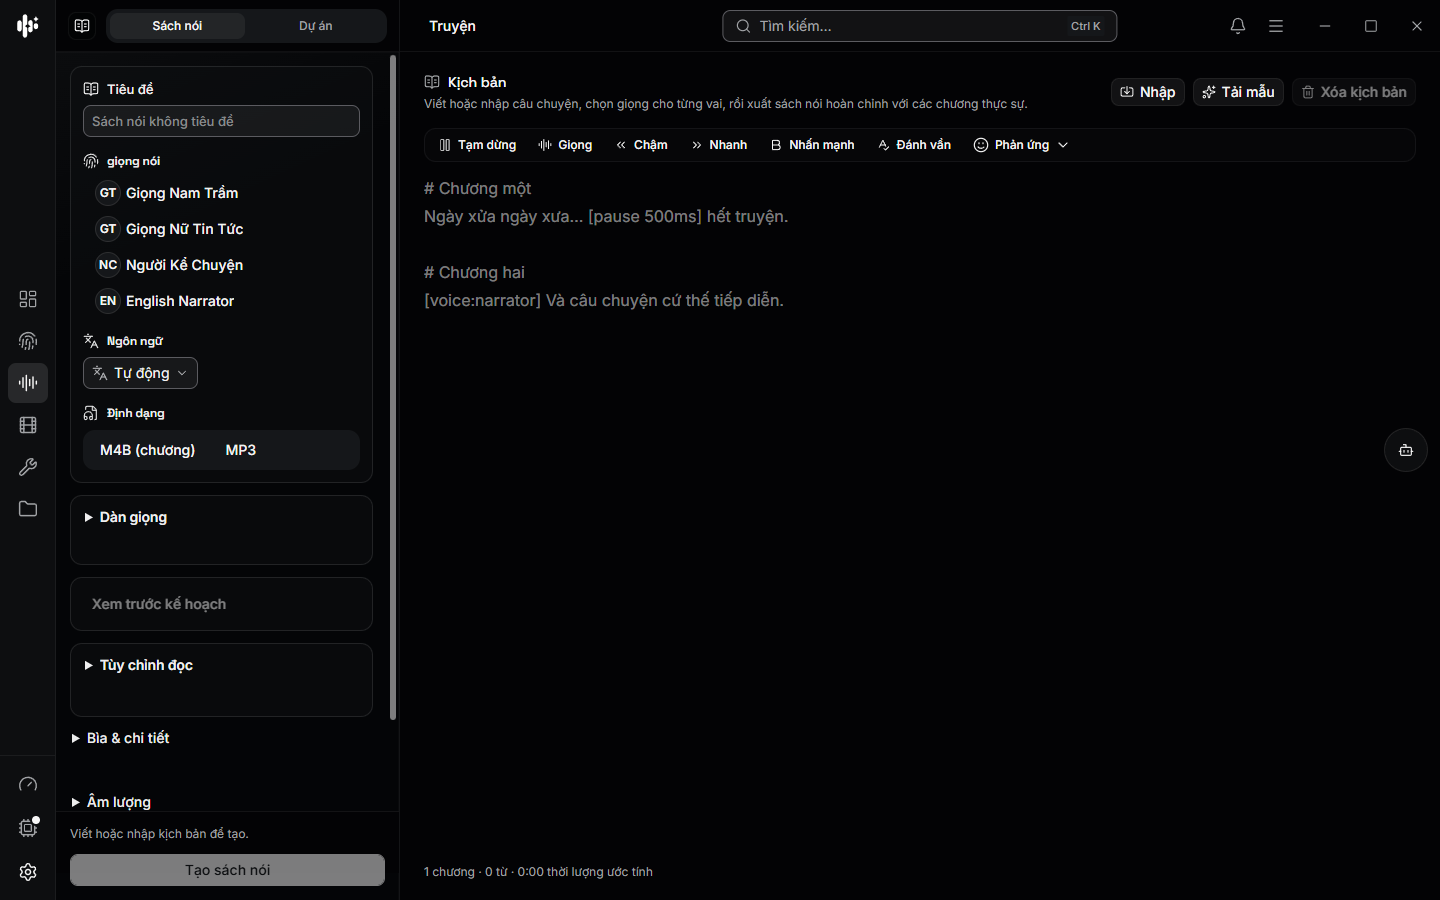 Sách nói
Dự án
Truyện
Tìm kiếm...
Ctrl K
Tiêu đề
Sách nói không tiêu đề
giọng nói
GT Giọng Nam Trầm
GT Giọng Nữ Tin Tức
NC Người Kể Chuyện
EN English Narrator
Ngôn ngữ
Tự động
Định dạng
M4B (chương)
MP3
Dàn giọng
Xem trước kế hoạch
Tùy chỉnh đọc
Bìa & chi tiết
Âm lượng
Viết hoặc nhập kịch bản để tạo.
Tạo sách nói
Kịch bản
Viết hoặc nhập câu chuyện, chọn giọng cho từng vai, rồi xuất sách nói hoàn chỉnh với các chương thực sự.
Nhập
Tải mẫu
Xóa kịch bản
Tạm dừng
Giọng
Chậm
Nhanh
Nhấn mạnh
Đánh vần
Phản ứng
# Chương một
Ngày xửa ngày xưa... [pause 500ms] hết truyện.
# Chương hai
[voice:narrator] Và câu chuyện cứ thế tiếp diễn.
1 chương · 0 từ · 0:00 thời lượng ước tính